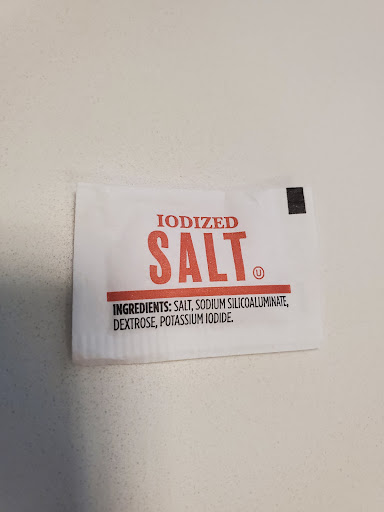 IODIZED
SALT Ⓤ
INGREDIENTS: SALT, SODIUM SILICOALUMINATE,
DEXTROSE, POTASSIUM IODIDE.